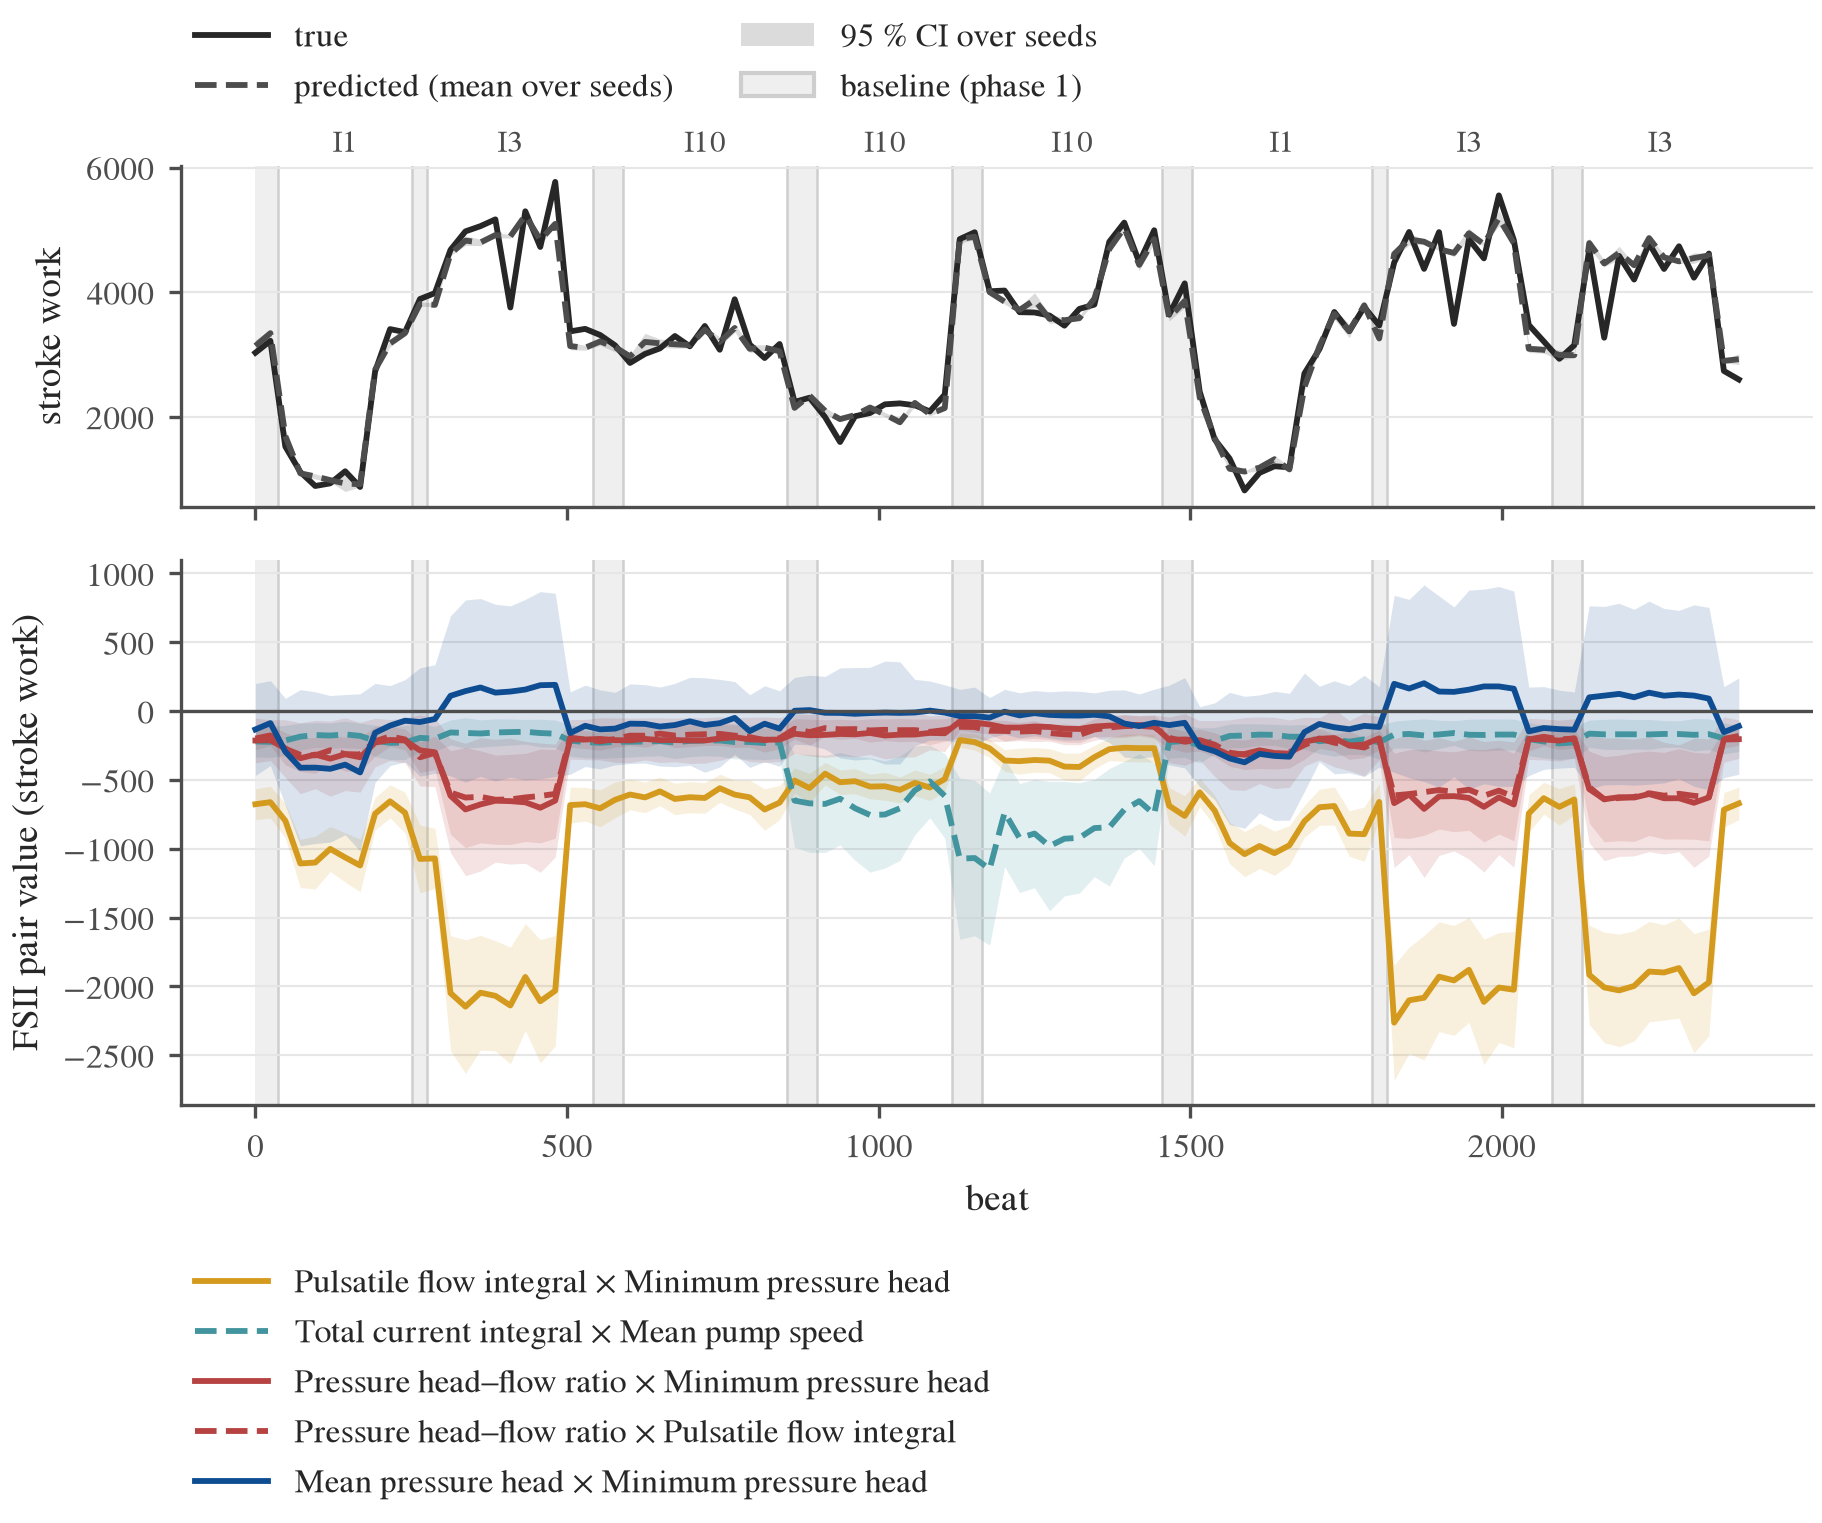 true
95 % CI over seeds
predicted (mean over seeds)
baseline (phase 1)
I1 I3 I10 I10 I10 I1 I3 I3
6000
4000
2000
stroke work
1000
500
0
−500
−1000
−1500
−2000
−2500
FSII pair value (stroke work)
0 500 1000 1500 2000
beat
Pulsatile flow integral × Minimum pressure head
Total current integral × Mean pump speed
Pressure head–flow ratio × Minimum pressure head
Pressure head–flow ratio × Pulsatile flow integral
Mean pressure head × Minimum pressure head